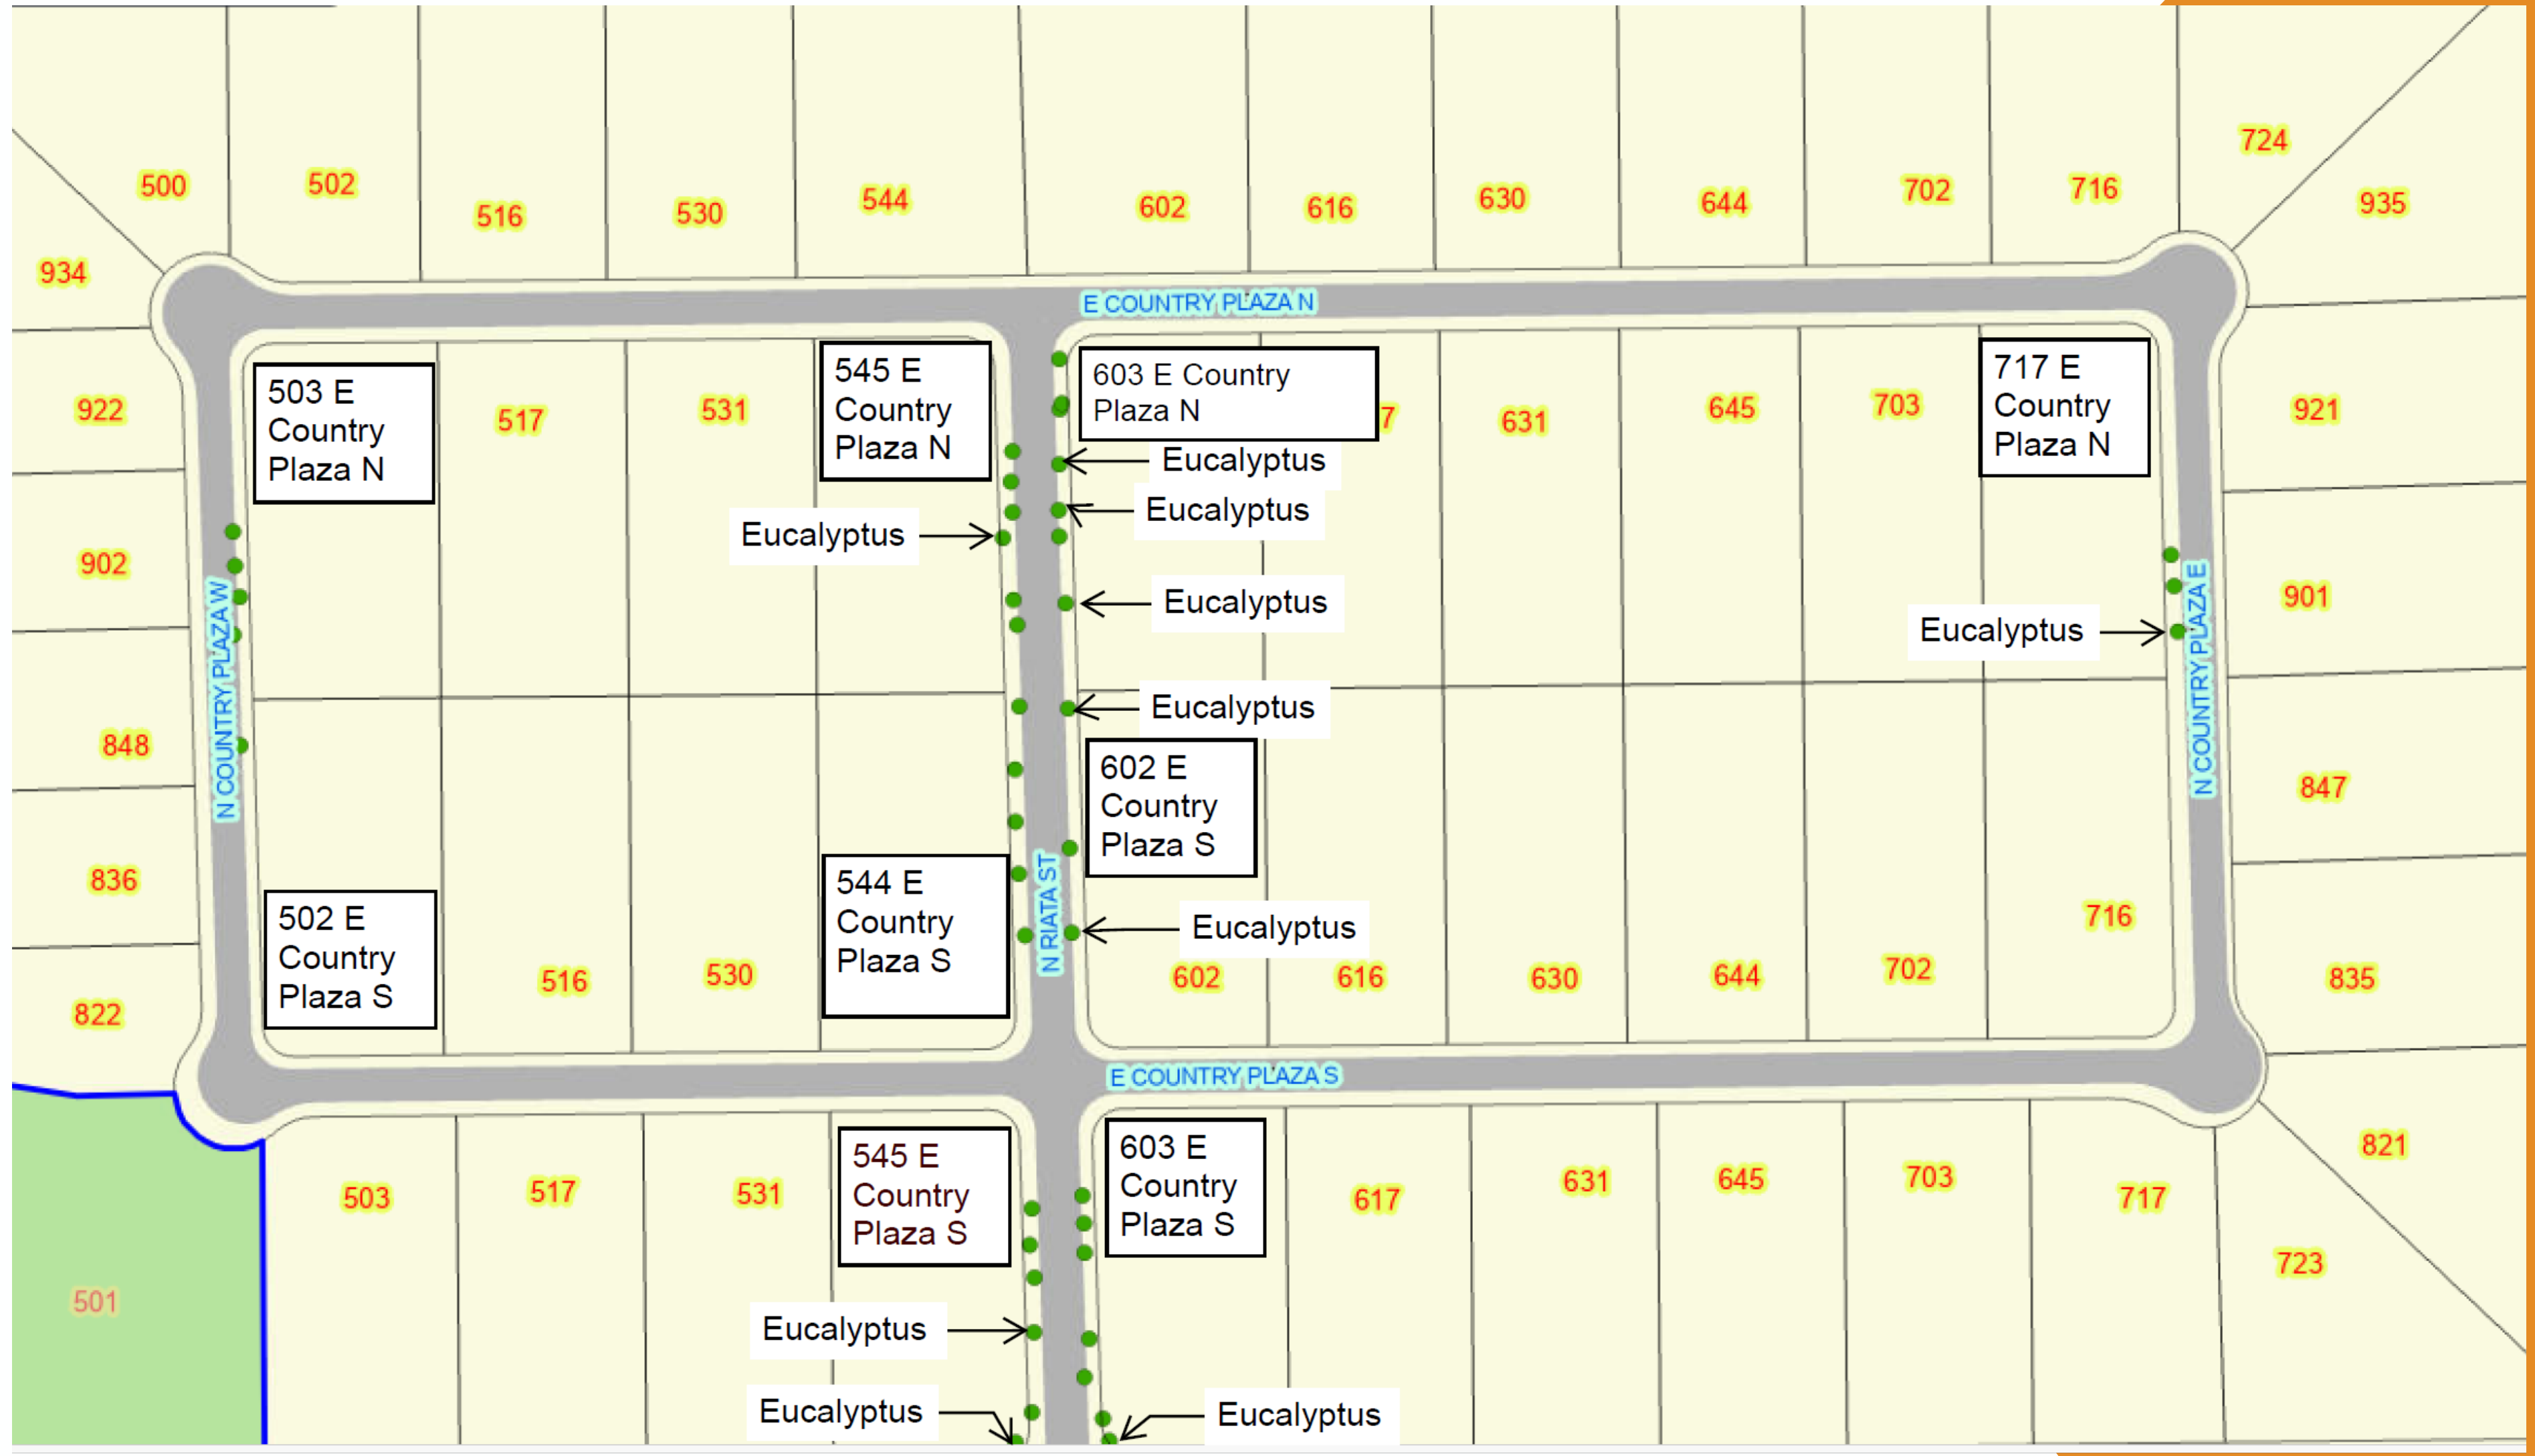 724
500
502
516
530
544
602
616
630
644
702
716
935
934
E COUNTRY PLAZA N
503 E
Country
Plaza N
545 E
Country
Plaza N
603 E Country
Plaza N
717 E
Country
Plaza N
922
517
531
7
631
645
703
921
Eucalyptus
Eucalyptus
Eucalyptus
902
Eucalyptus
901
Eucalyptus
N COUNTRY PLAZA W
N COUNTRY PLAZA E
Eucalyptus
848
602 E
Country
Plaza S
847
836
544 E
Country
Plaza S
N RIATA ST
502 E
Country
Plaza S
Eucalyptus
716
516
530
602
616
630
644
702
835
822
E COUNTRY PLAZA S
545 E
Country
Plaza S
603 E
Country
Plaza S
821
503
517
531
617
631
645
703
717
723
501
Eucalyptus
Eucalyptus
Eucalyptus